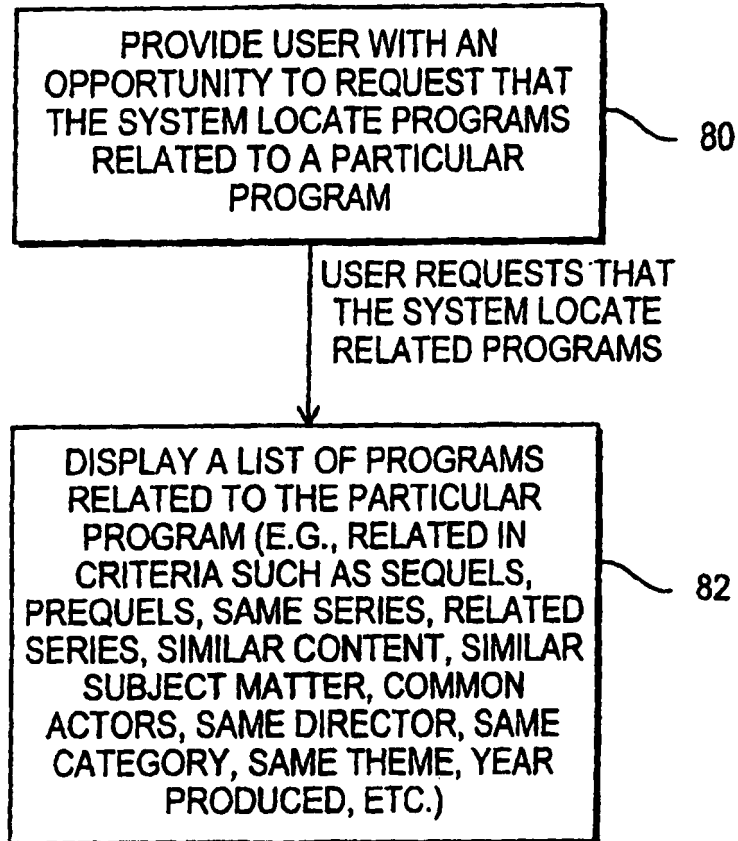 PROVIDE USER WITH AN
OPPORTUNITY TO REQUEST THAT
THE SYSTEM LOCATE PROGRAMS
RELATED TO A PARTICULAR
PROGRAM
80
USER REQUESTS THAT
THE SYSTEM LOCATE
RELATED PROGRAMS
DISPLAY A LIST OF PROGRAMS
RELATED TO THE PARTICULAR
PROGRAM (E.G., RELATED IN
CRITERIA SUCH AS SEQUELS,
PREQUELS, SAME SERIES, RELATED
SERIES, SIMILAR CONTENT, SIMILAR
SUBJECT MATTER, COMMON
ACTORS, SAME DIRECTOR, SAME
CATEGORY, SAME THEME, YEAR
PRODUCED, ETC.)
82